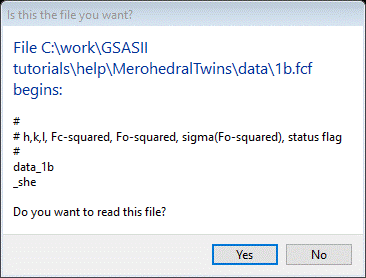 Is this the file you want?
File C:\work\GSASII
tutorials\help\MerohedralTwins\data\1b.fcf
begins:
#
# h,k,l, Fc-squared, Fo-squared, sigma(Fo-squared), status flag
#
data_1b
_she
Do you want to read this file?
Yes No